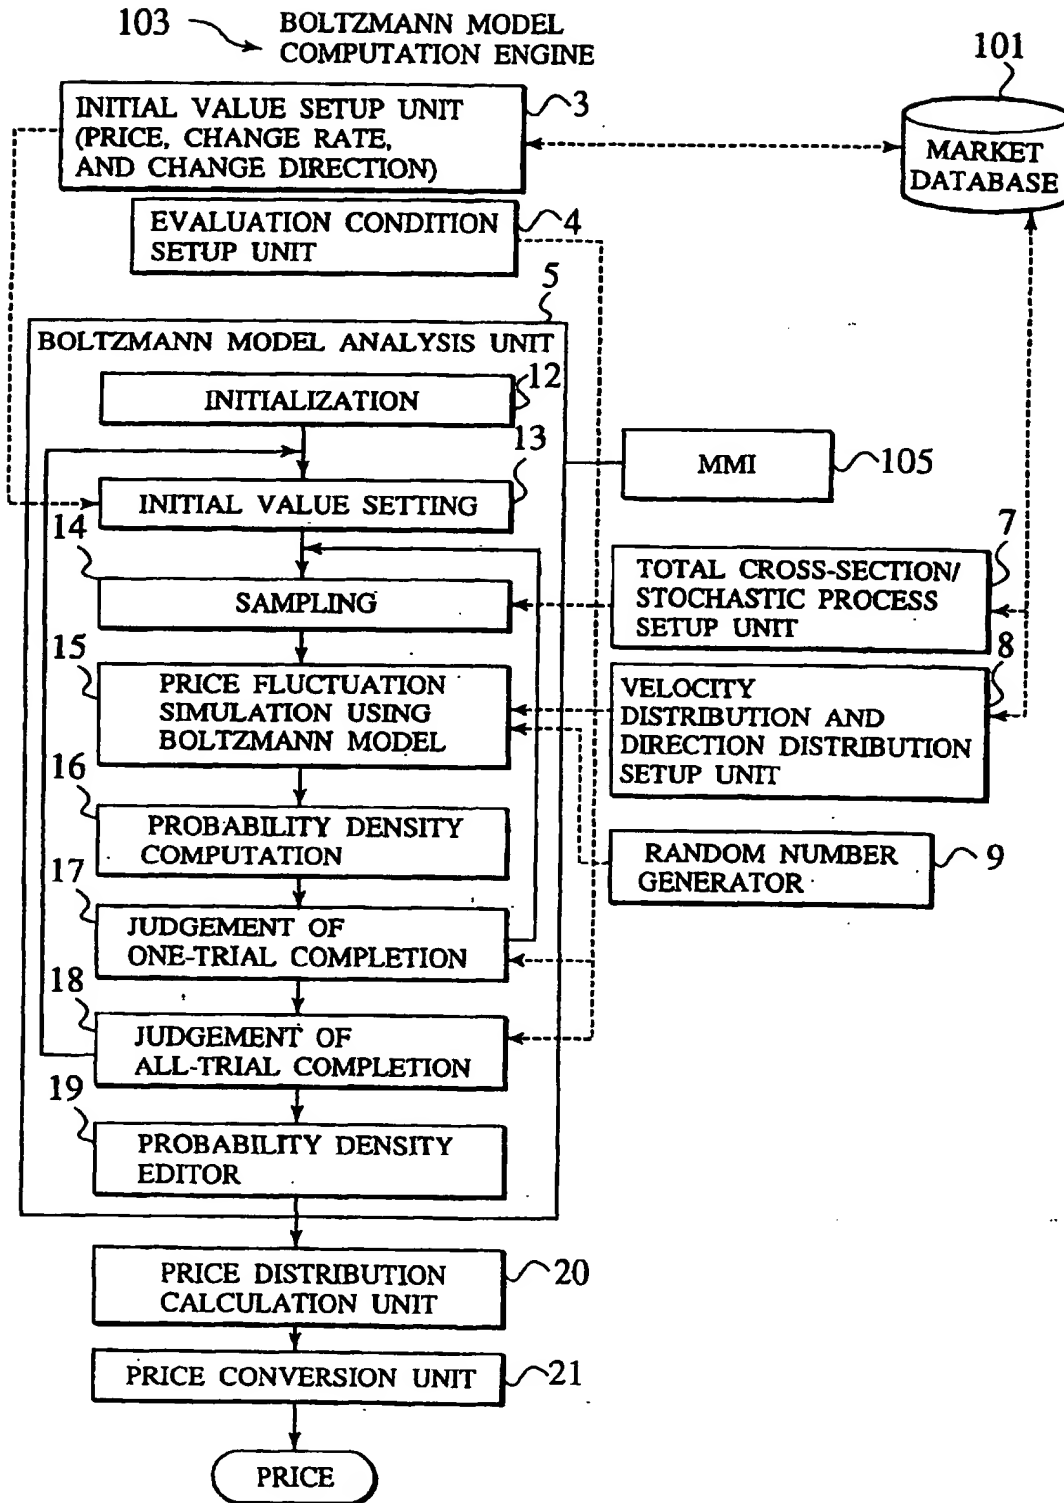 103
BOLTZMANN MODEL
COMPUTATION ENGINE
101
INITIAL VALUE SETUP UNIT
(PRICE, CHANGE RATE,
AND CHANGE DIRECTION)
3
MARKET
DATABASE
EVALUATION CONDITION
SETUP UNIT
4
5
BOLTZMANN MODEL ANALYSIS UNIT
12
INITIALIZATION
13
MMI
105
INITIAL VALUE SETTING
14
7
TOTAL CROSS-SECTION/
STOCHASTIC PROCESS
SETUP UNIT
SAMPLING
15
8
PRICE FLUCTUATION
SIMULATION USING
BOLTZMANN MODEL
VELOCITY
DISTRIBUTION AND
DIRECTION DISTRIBUTION
SETUP UNIT
16
PROBABILITY DENSITY
COMPUTATION
RANDOM NUMBER
GENERATOR
9
17
JUDGEMENT OF
ONE-TRIAL COMPLETION
18
JUDGEMENT OF
ALL-TRIAL COMPLETION
19
PROBABILITY DENSITY
EDITOR
PRICE DISTRIBUTION
CALCULATION UNIT
20
PRICE CONVERSION UNIT
21
PRICE